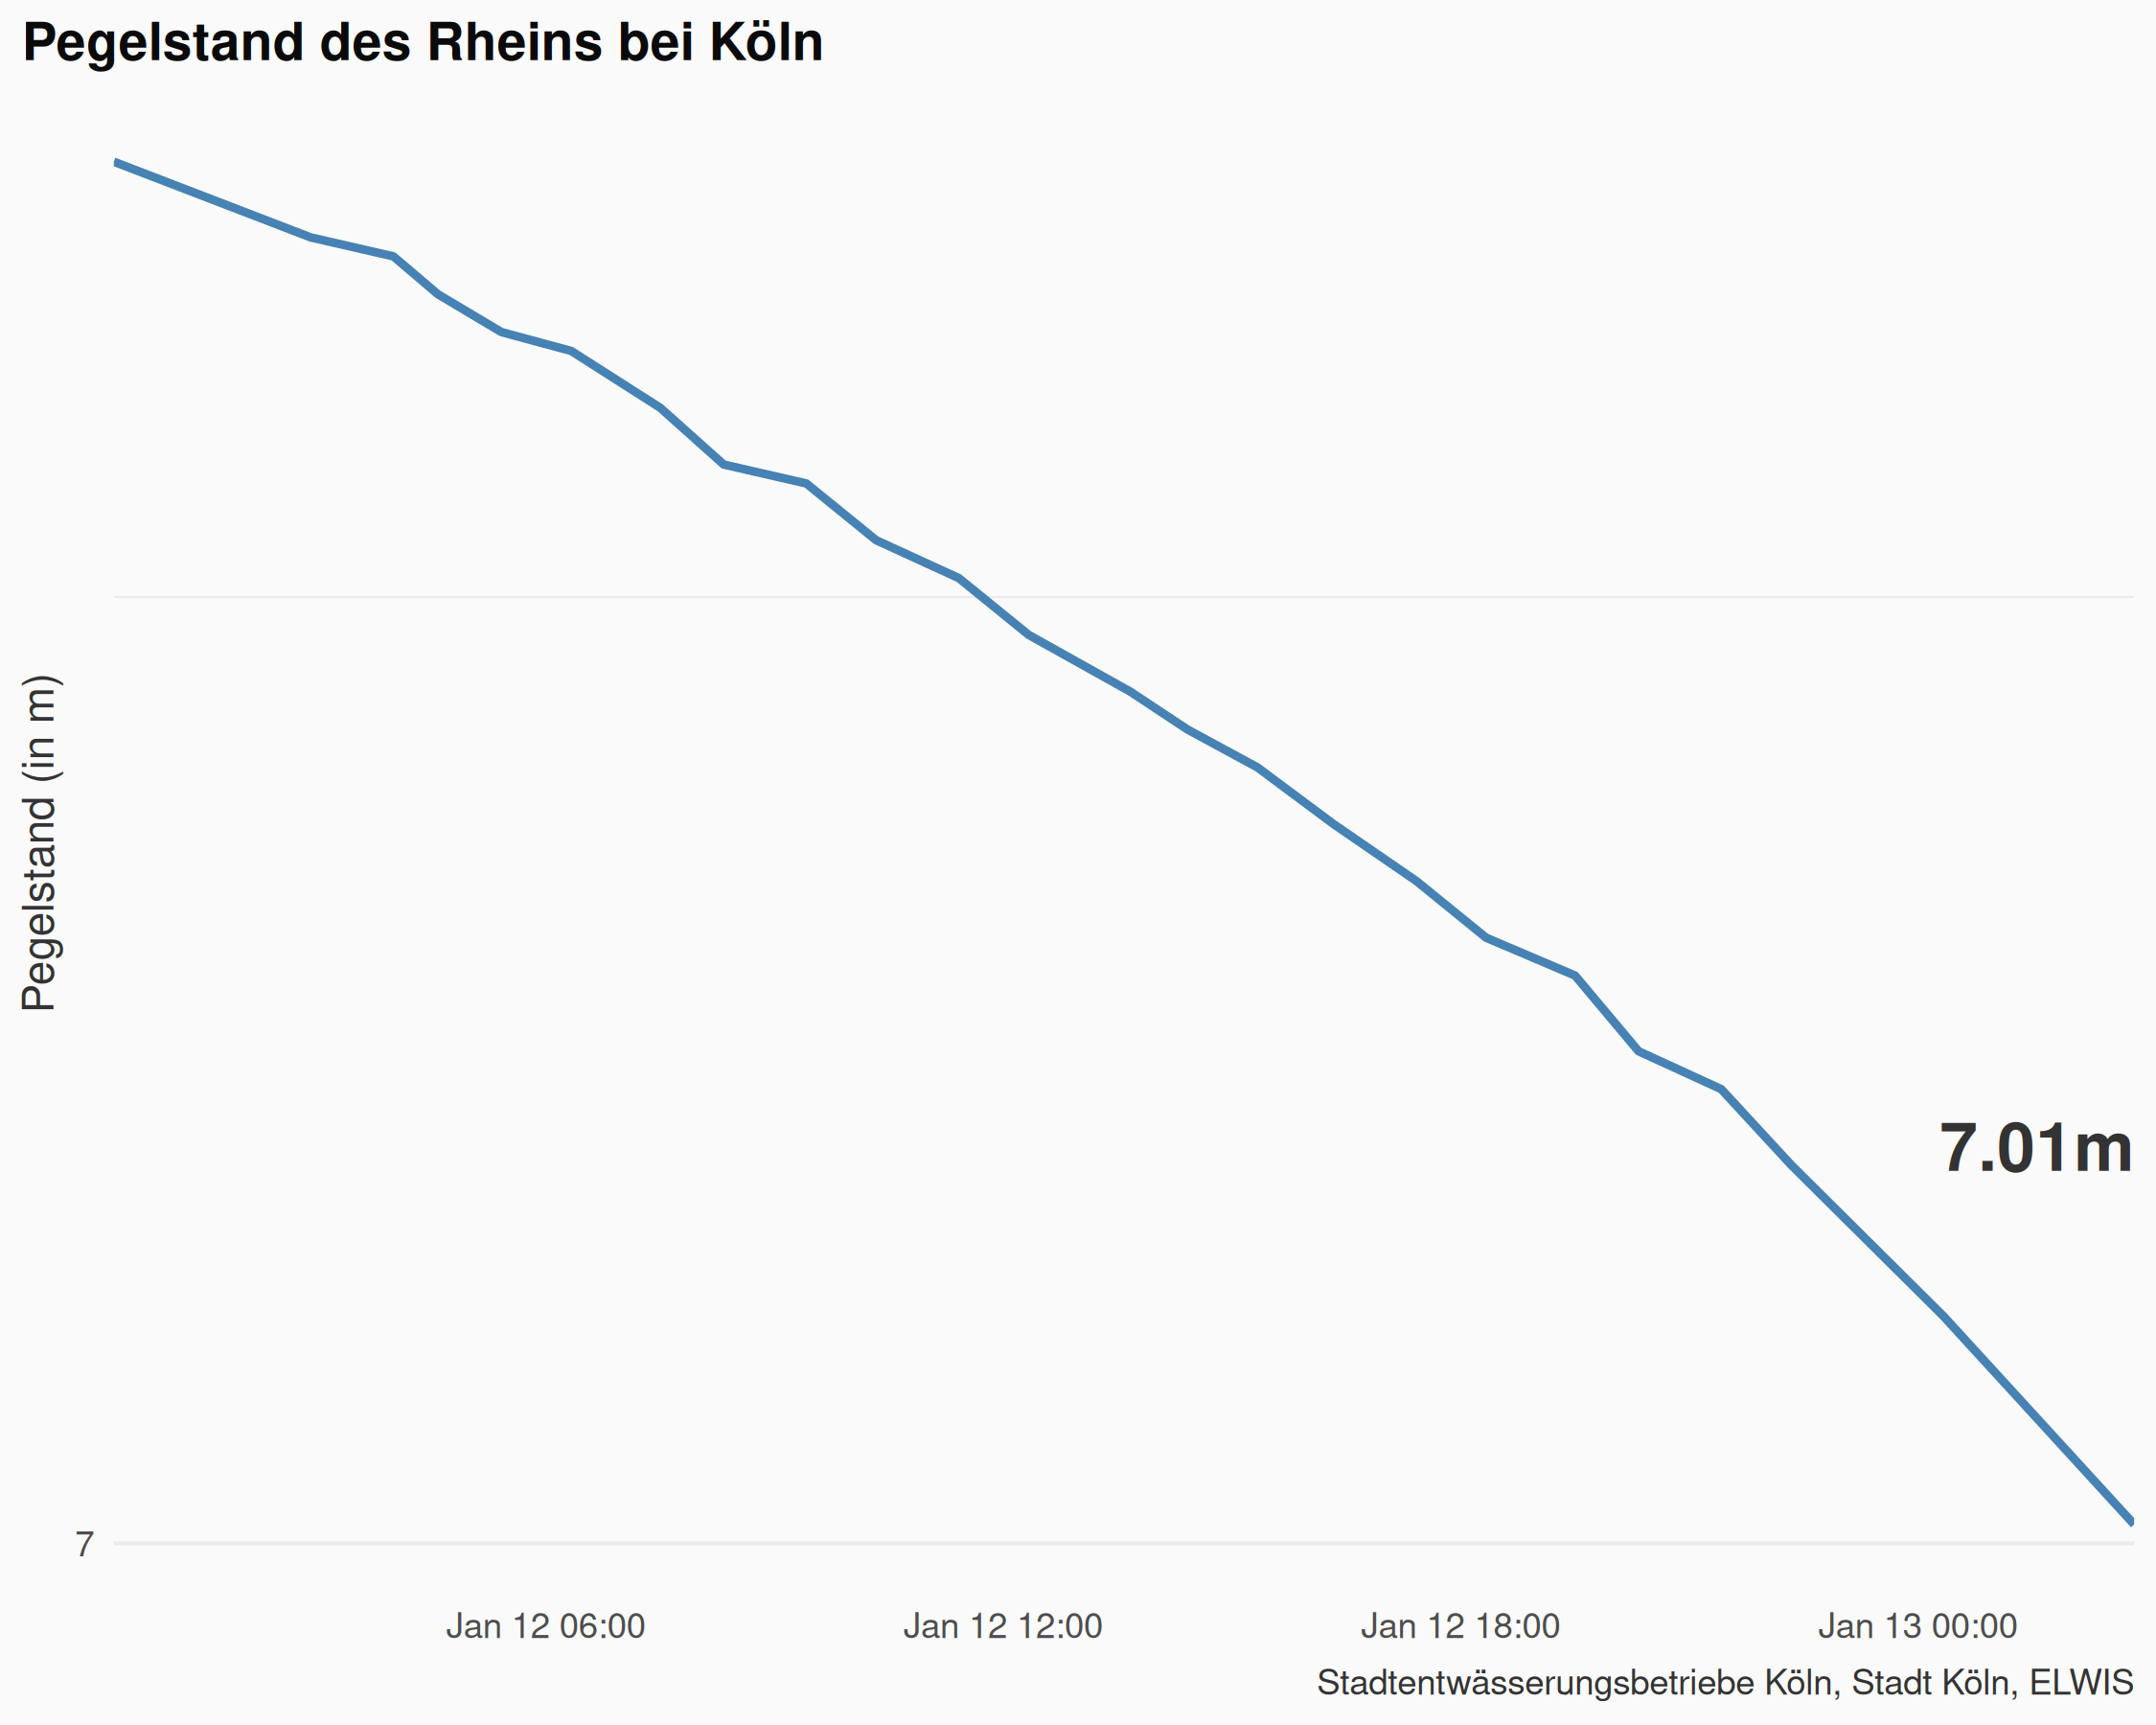 Pegelstand des Rheins bei Köln
Pegelstand (in m)
7.01m
7
Jan 12 06:00
Jan 12 12:00
Jan 12 18:00
Jan 13 00:00
Stadtentwässerungsbetriebe Köln, Stadt Köln, ELWIS